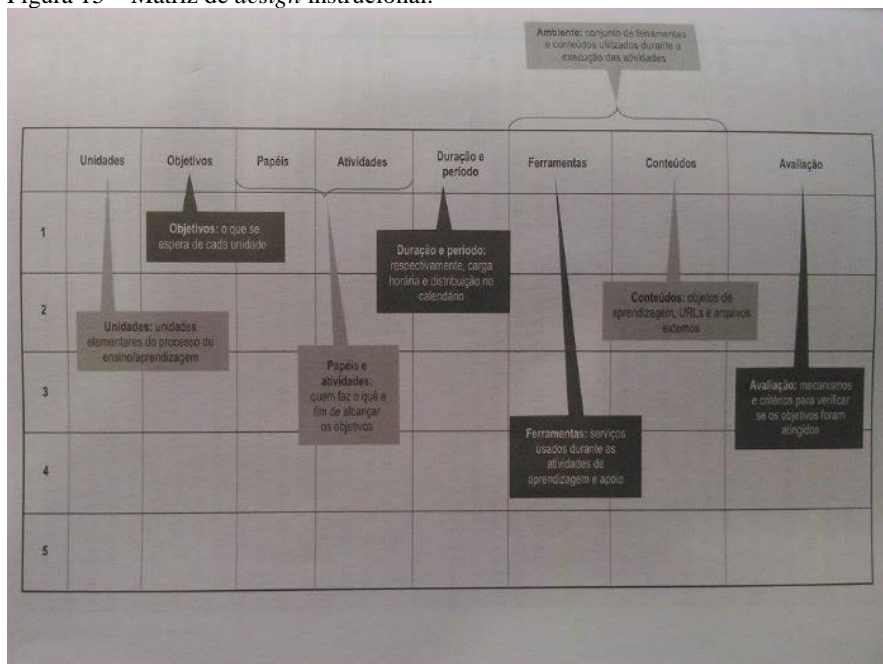 Figura 13 – Matriz de design instrucional.
Ambiente: conjunto de ferramentas
e conteúdos utilizados durante a
execução das atividades
Unidades Objetivos Papéis Atividades Duração e período Ferramentas Conteúdos Avaliação
1
Objetivos: o que se
espera de cada unidade
Duração e período:
respectivamente, carga
horária e distribuição no
calendário
2
Unidades: unidades
elementares do processo de
ensino/aprendizagem
Conteúdos: objetos de
aprendizagem, URLs e arquivos
externos
3
Papéis e
atividades:
quem faz o quê a
fim de alcançar
os objetivos
Avaliação: mecanismos
e critérios para verificar
se os objetivos foram
atingidos
4
Ferramentas: serviços
usados durante as
atividades de
aprendizagem e apoio
5